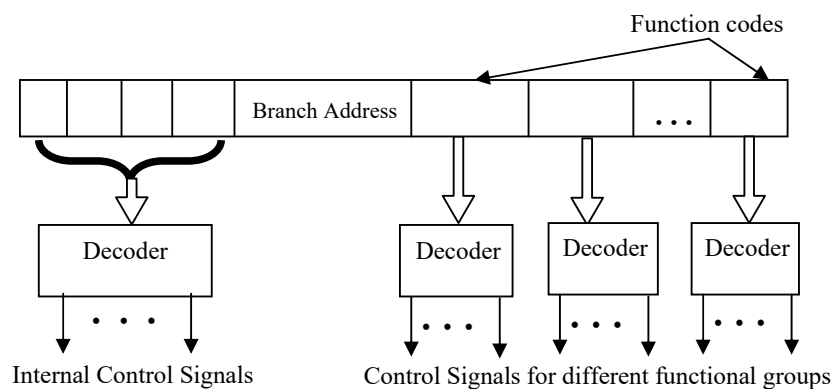 Function codes
Branch Address
. . .
Decoder
Decoder
Decoder
Decoder
. . .
. . .
. . .
. . .
Internal Control Signals
Control Signals for different functional groups